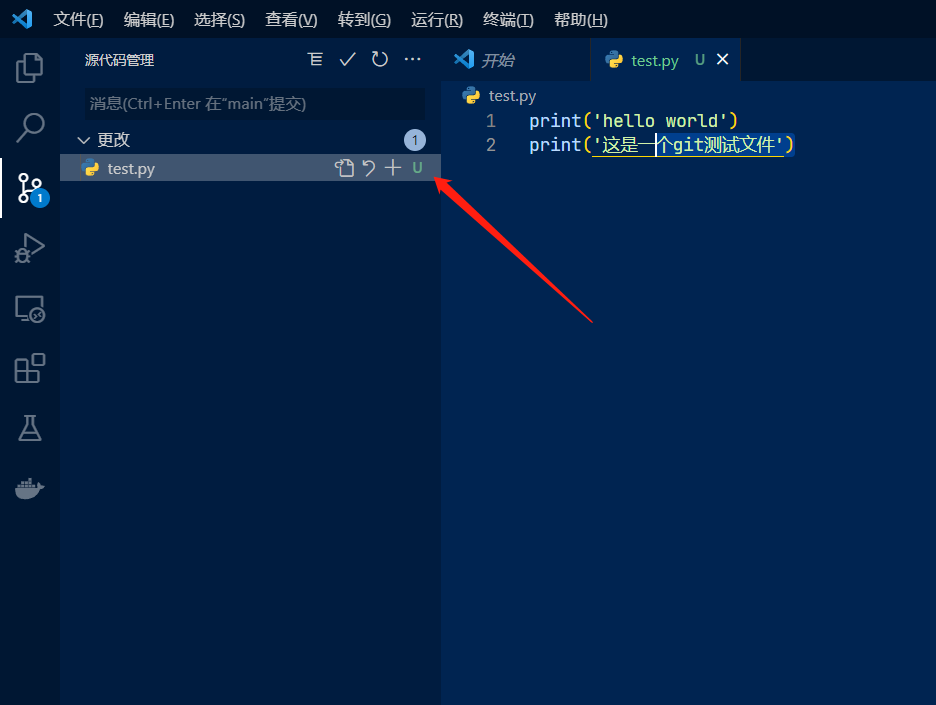 文件(F) 编辑(E) 选择(S) 查看(V) 转到(G) 运行(R) 终端(T) 帮助(H)
源代码管理
消息(Ctrl+Enter 在"main"提交)
更改 1
test.py U
1
开始 test.py U
test.py
1 print('hello world')
2 print('这是一个git测试文件')